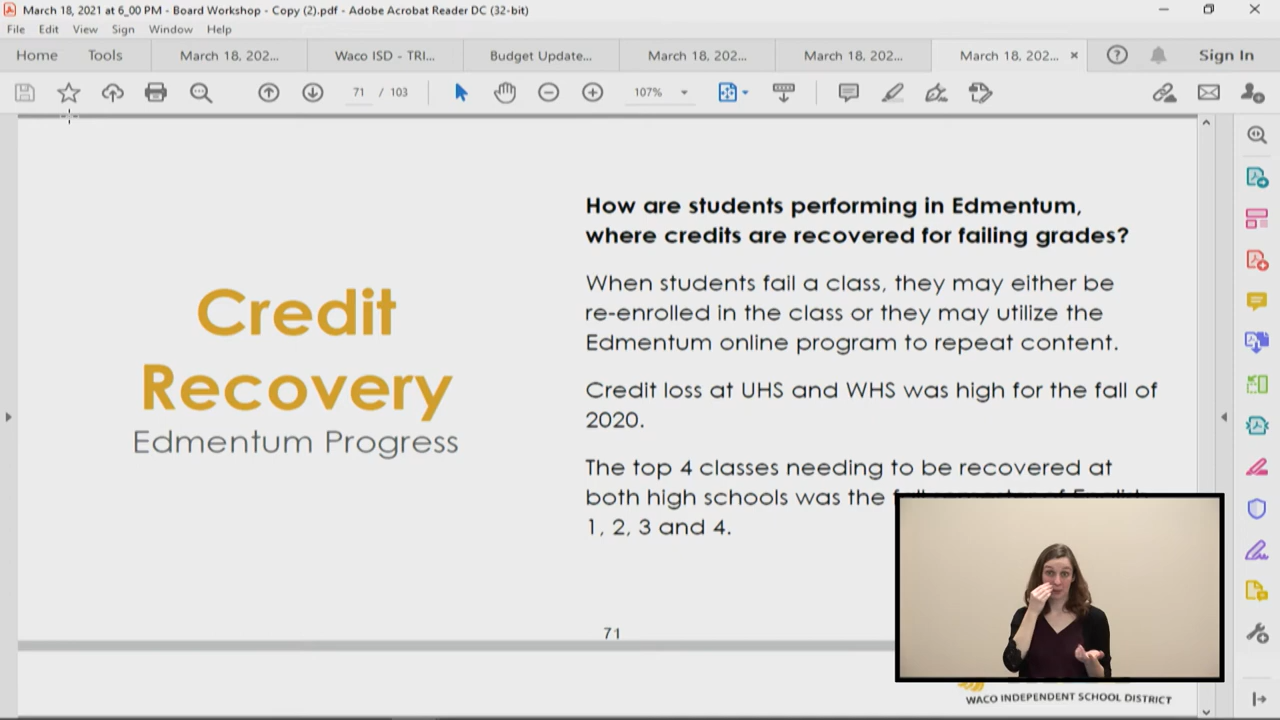 March 18, 2021 at 6_00 PM - Board Workshop - Copy (2).pdf - Adobe Acrobat Reader DC (32-bit)
File Edit View Sign Window Help
Home Tools March 18, 202... Waco ISD - TRI... Budget Update... March 18, 202... March 18, 202... March 18, 202... Sign In
71 / 103 107%
How are students performing in Edmentum,
where credits are recovered for failing grades?
When students fail a class, they may either be
re-enrolled in the class or they may utilize the
Edmentum online program to repeat content.
Credit loss at UHS and WHS was high for the fall of
2020.
The top 4 classes needing to be recovered at
both high schools was the
1, 2, 3 and 4.
Credit
Recovery
Edmentum Progress
71
WACO INDEPENDENT SCHOOL DISTRICT